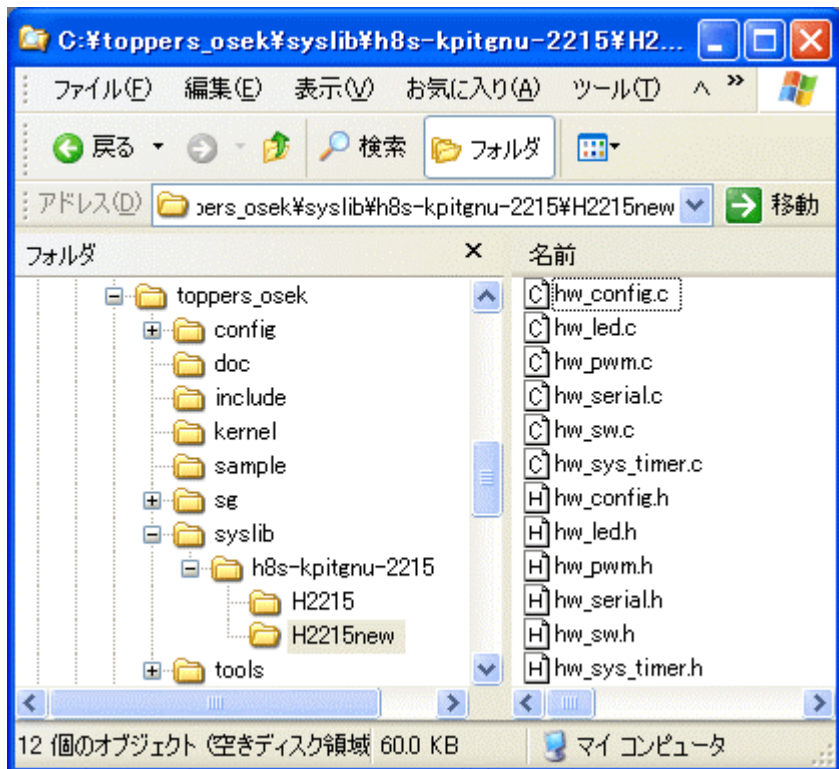 C:¥toppers_osek¥syslib¥h8s-kpitgnu-2215¥H2...
ファイル(F) 編集(E) 表示(V) お気に入り(A) ツール(T) ヘ »
戻る 検索 フォルダ
アドレス(D) pers_osek¥syslib¥h8s-kpitgnu-2215¥H2215new 移動
フォルダ × 名前
toppers_osek
config
doc
include
kernel
sample
sg
syslib
h8s-kpitgnu-2215
H2215
H2215new
tools
hw_config.c
hw_led.c
hw_pwm.c
hw_serial.c
hw_sw.c
hw_sys_timer.c
hw_config.h
hw_led.h
hw_pwm.h
hw_serial.h
hw_sw.h
hw_sys_timer.h
12 個のオブジェクト (空きディスク領域 60.0 KB マイ コンピュータ